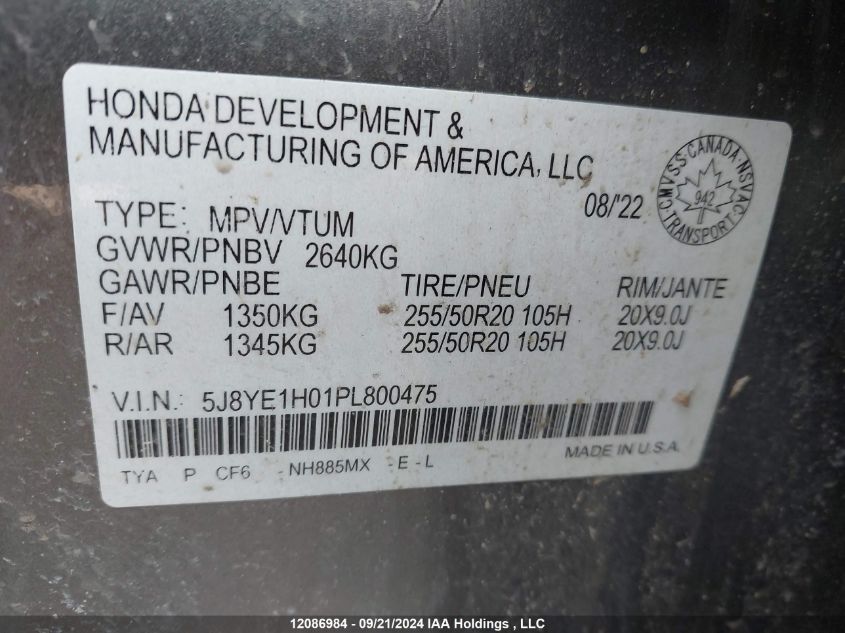 HONDA DEVELOPMENT &
MANUFACTURING OF AMERICA, LLC
08/'22
CMVSS CANADA·NSVAC
942
TRANSPORT
TYPE: MPV/VTUM
GVWR/PNBV 2640KG
GAWR/PNBE TIRE/PNEU RIM/JANTE
F/AV 1350KG 255/50R20 105H 20X9.0J
R/AR 1345KG 255/50R20 105H 20X9.0J
V.I.N.: 5J8YE1H01PL800475
MADE IN U.S.A.
TYA P CF6 -NH885MX -E-L
12086984 - 09/21/2024 IAA Holdings , LLC